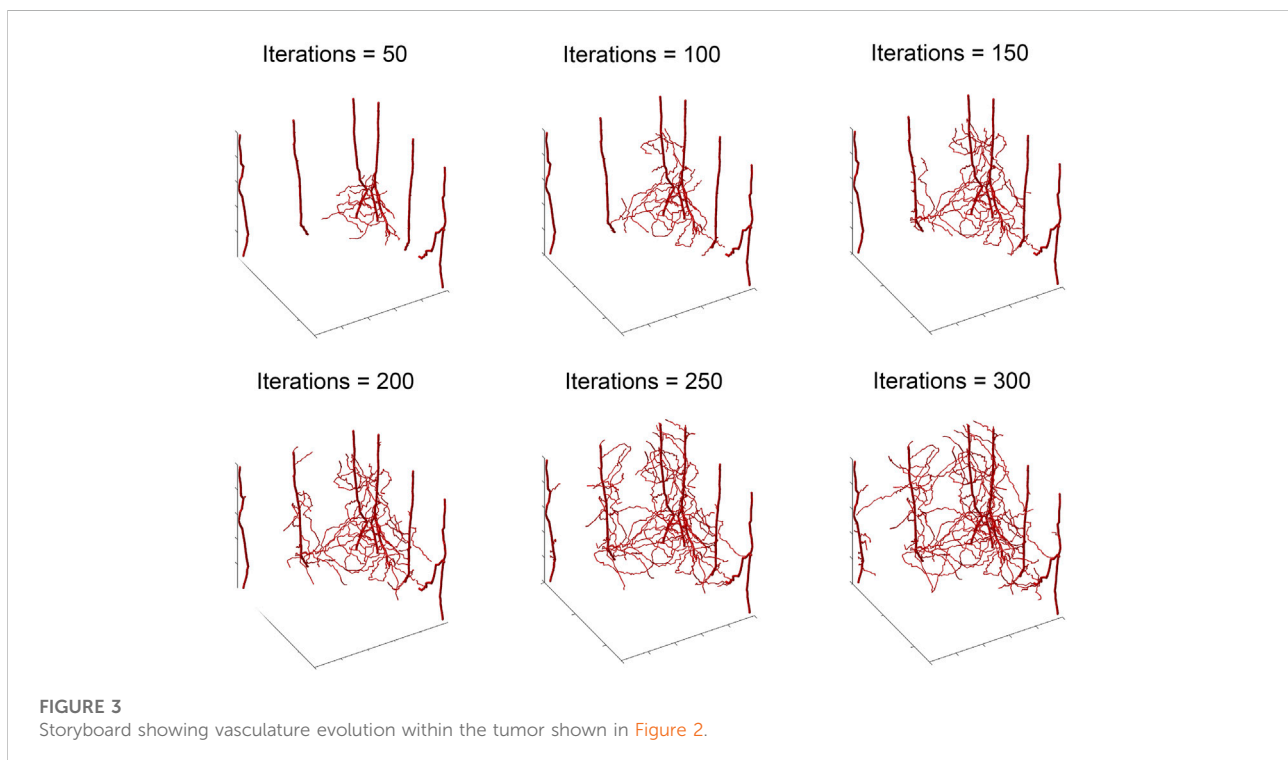 Iterations = 50
Iterations = 100
Iterations = 150
Iterations = 200
Iterations = 250
Iterations = 300
FIGURE 3
Storyboard showing vasculature evolution within the tumor shown in Figure 2.